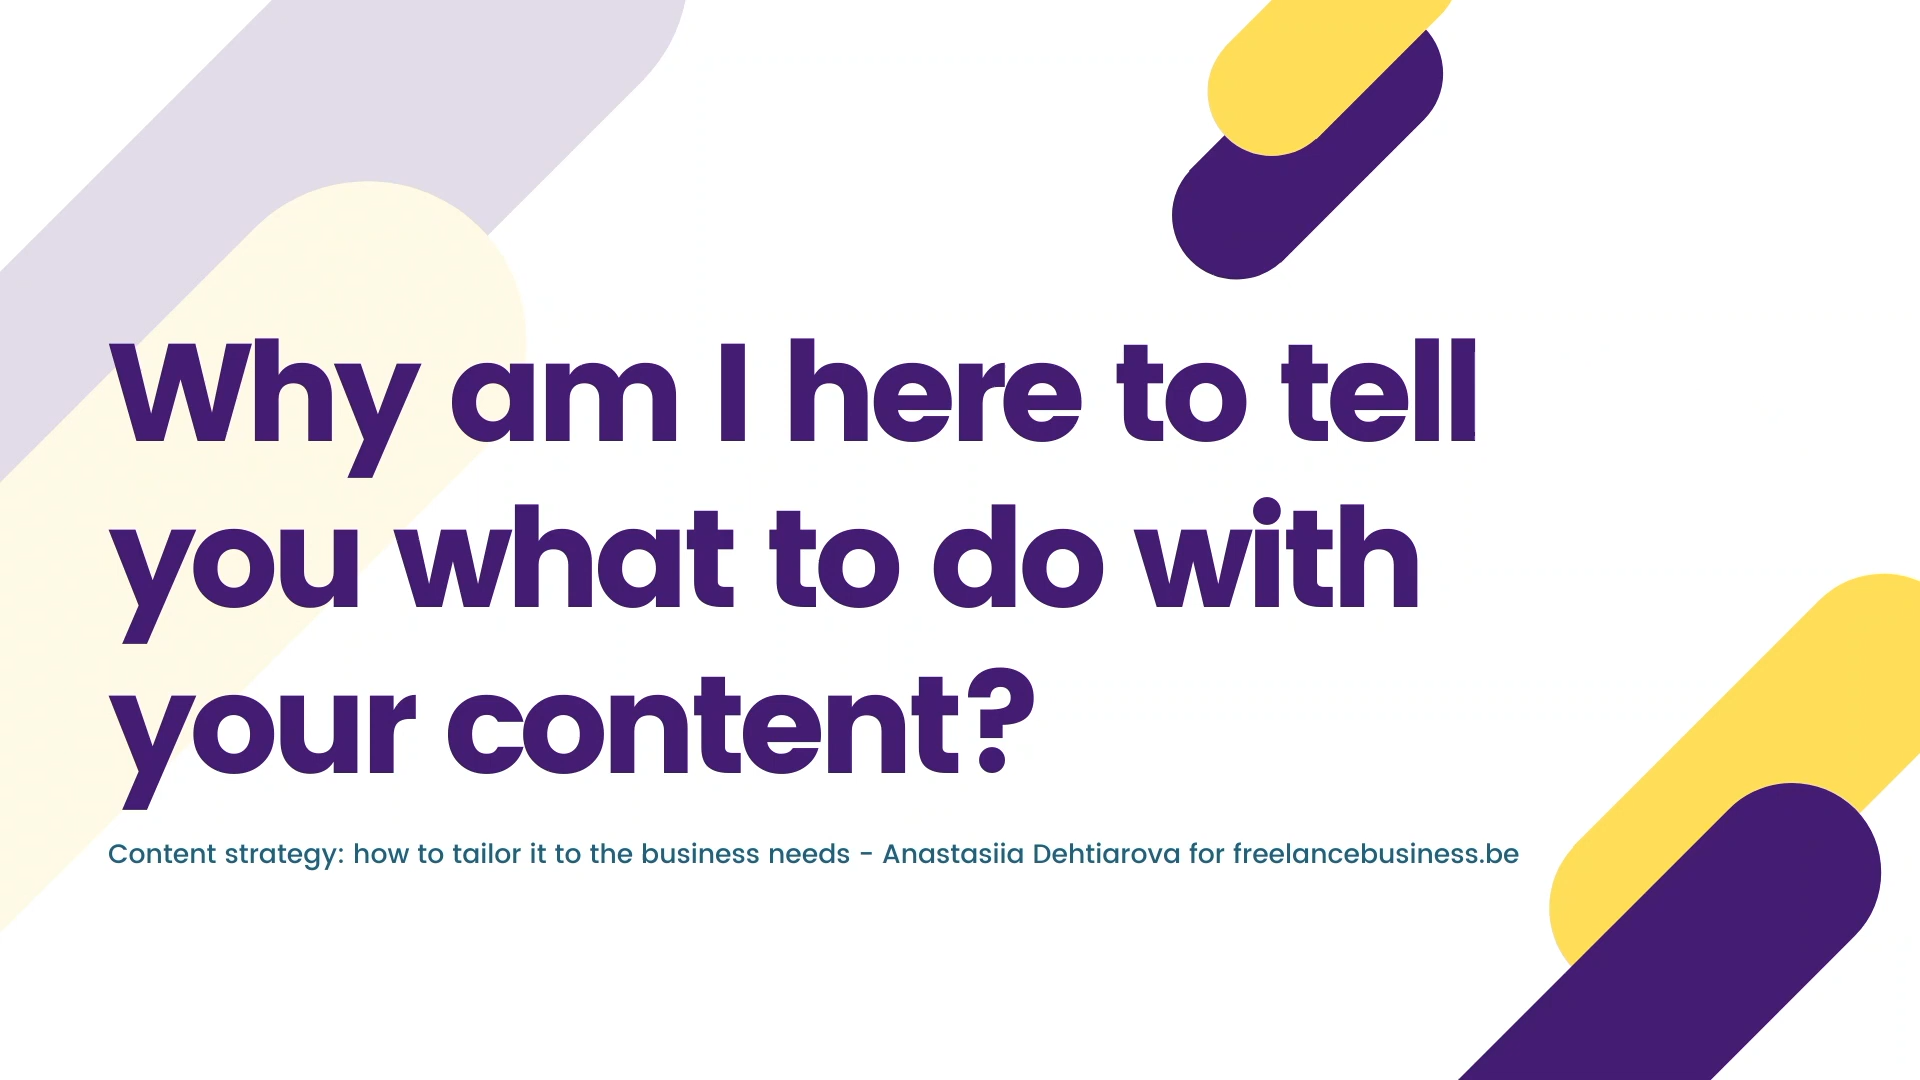 Why am I here to tell
you what to do with
your content?
Content strategy: how to tailor it to the business needs - Anastasiia Dehtiarova for freelancebusiness.be